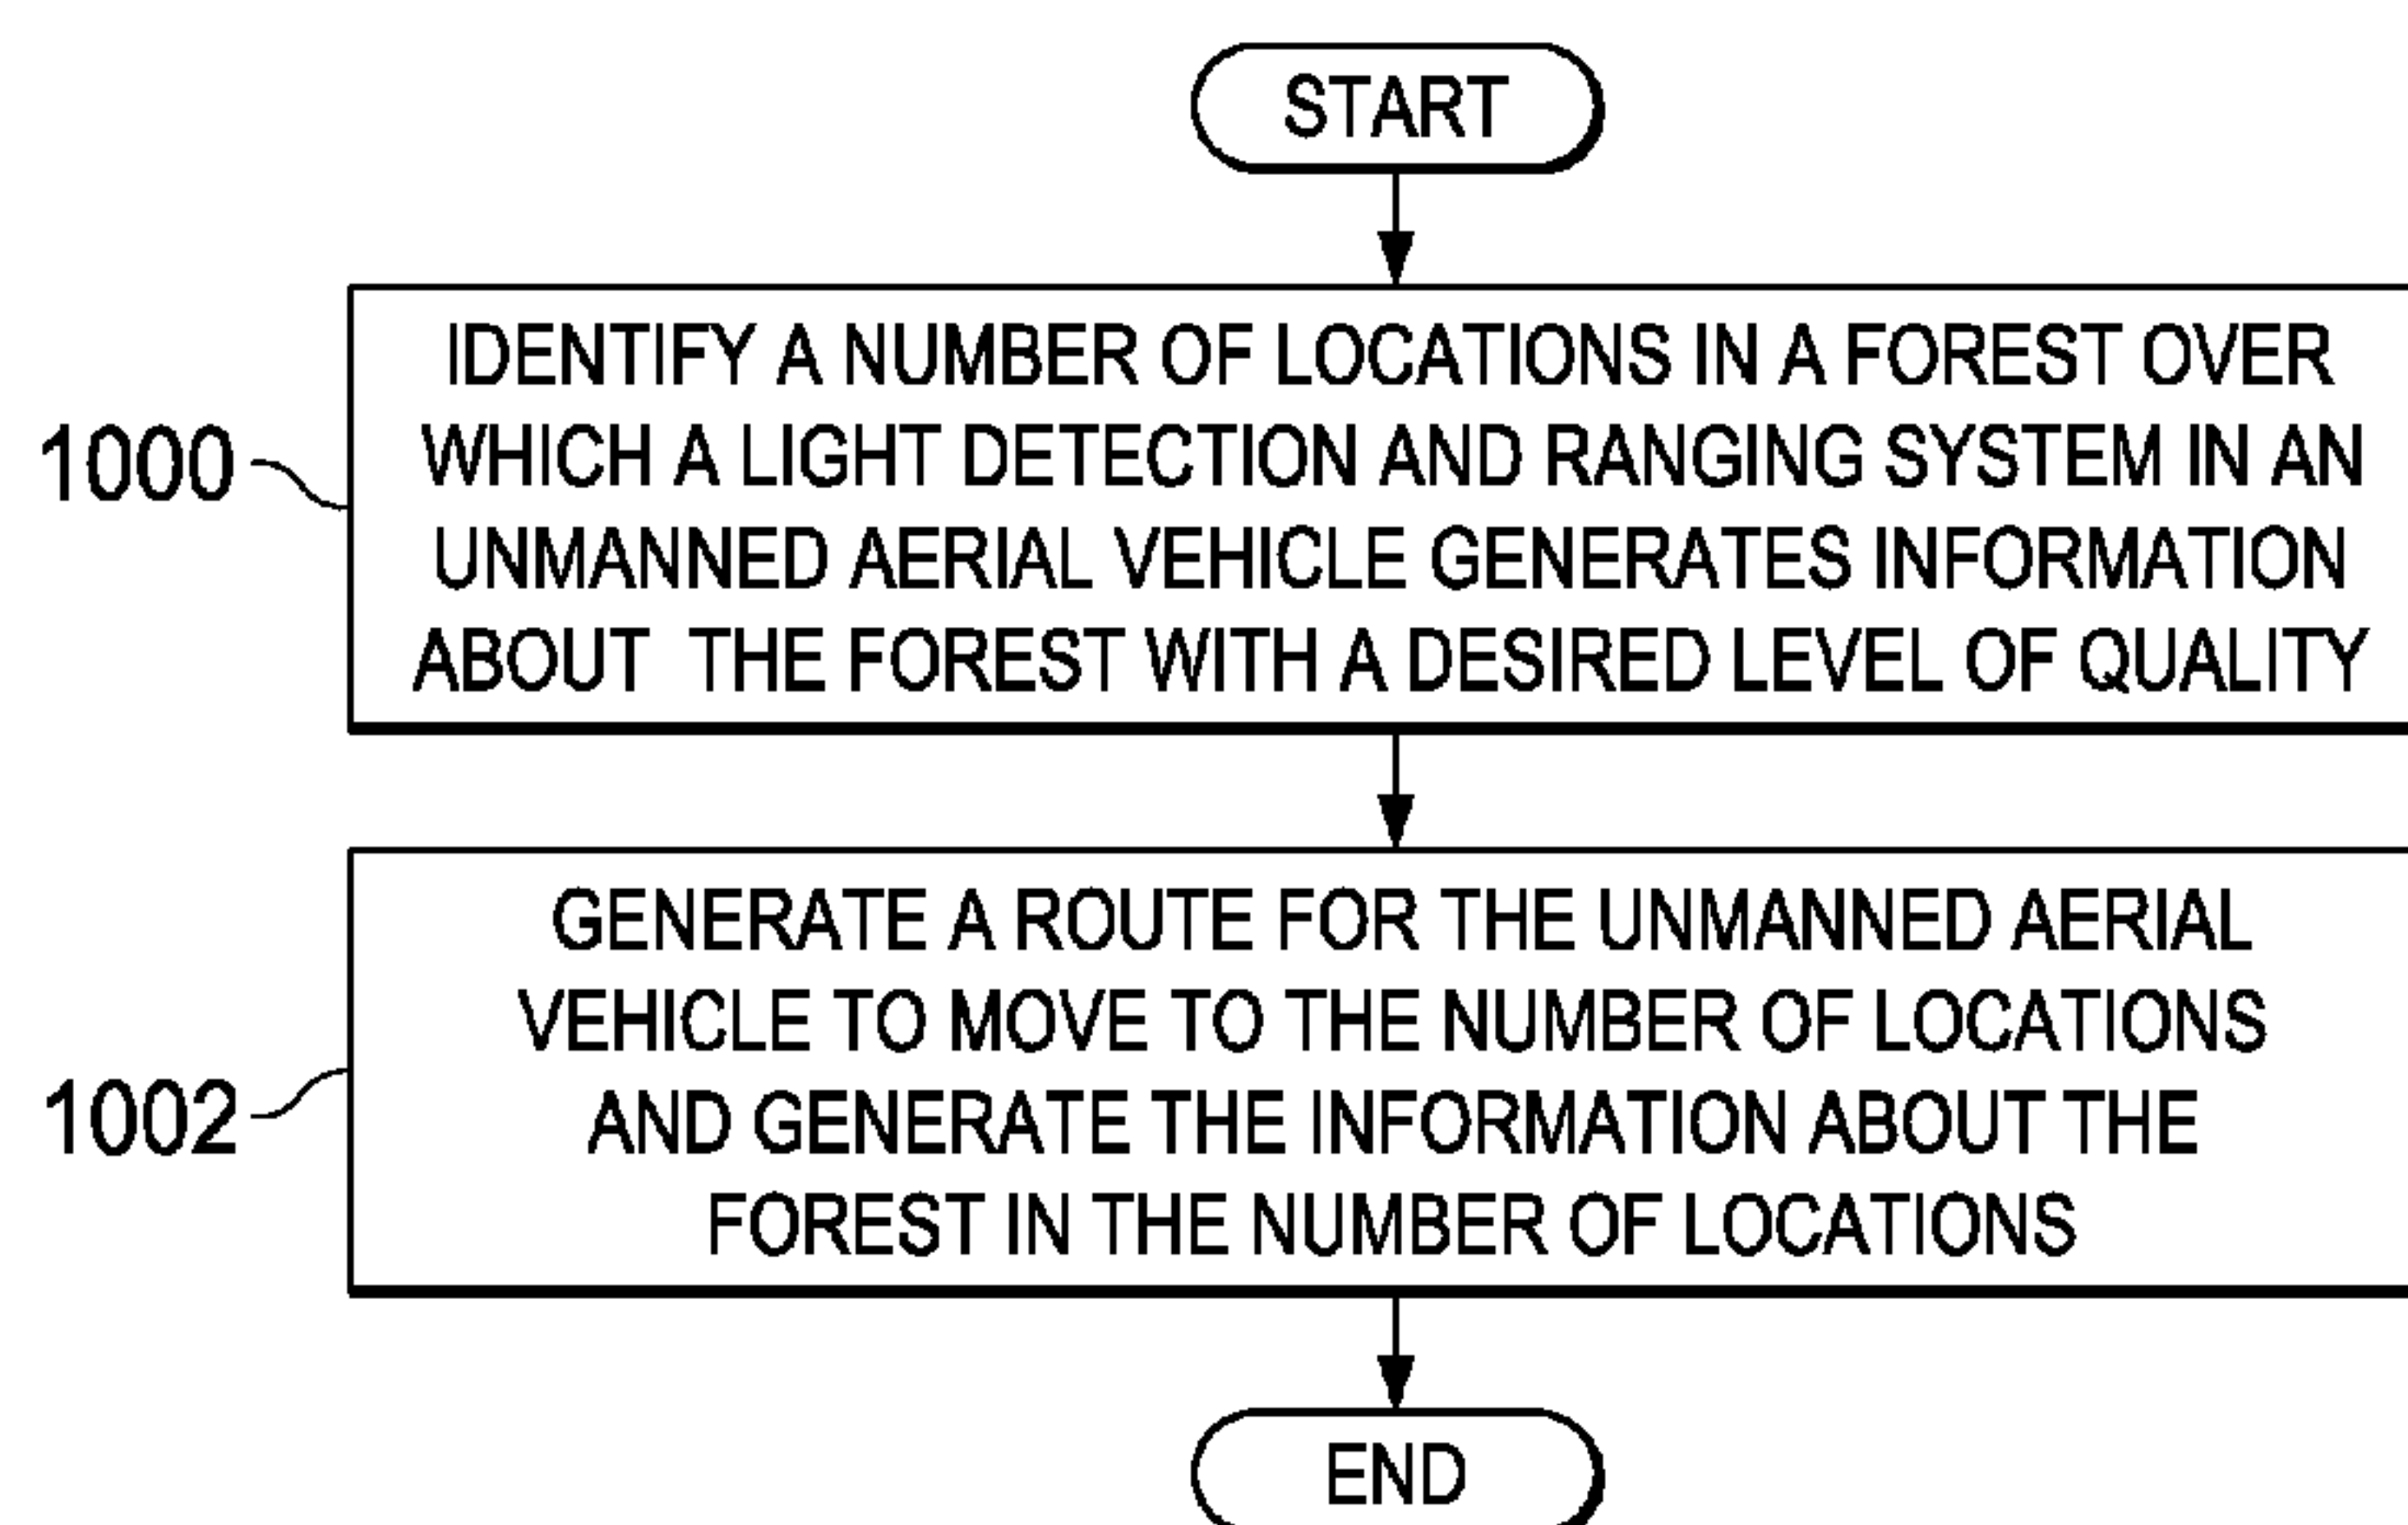 START
IDENTIFY A NUMBER OF LOCATIONS IN A FOREST OVER
WHICH A LIGHT DETECTION AND RANGING SYSTEM IN AN
UNMANNED AERIAL VEHICLE GENERATES INFORMATION
ABOUT THE FOREST WITH A DESIRED LEVEL OF QUALITY
1000
GENERATE A ROUTE FOR THE UNMANNED AERIAL
VEHICLE TO MOVE TO THE NUMBER OF LOCATIONS
AND GENERATE THE INFORMATION ABOUT THE
FOREST IN THE NUMBER OF LOCATIONS
1002
END